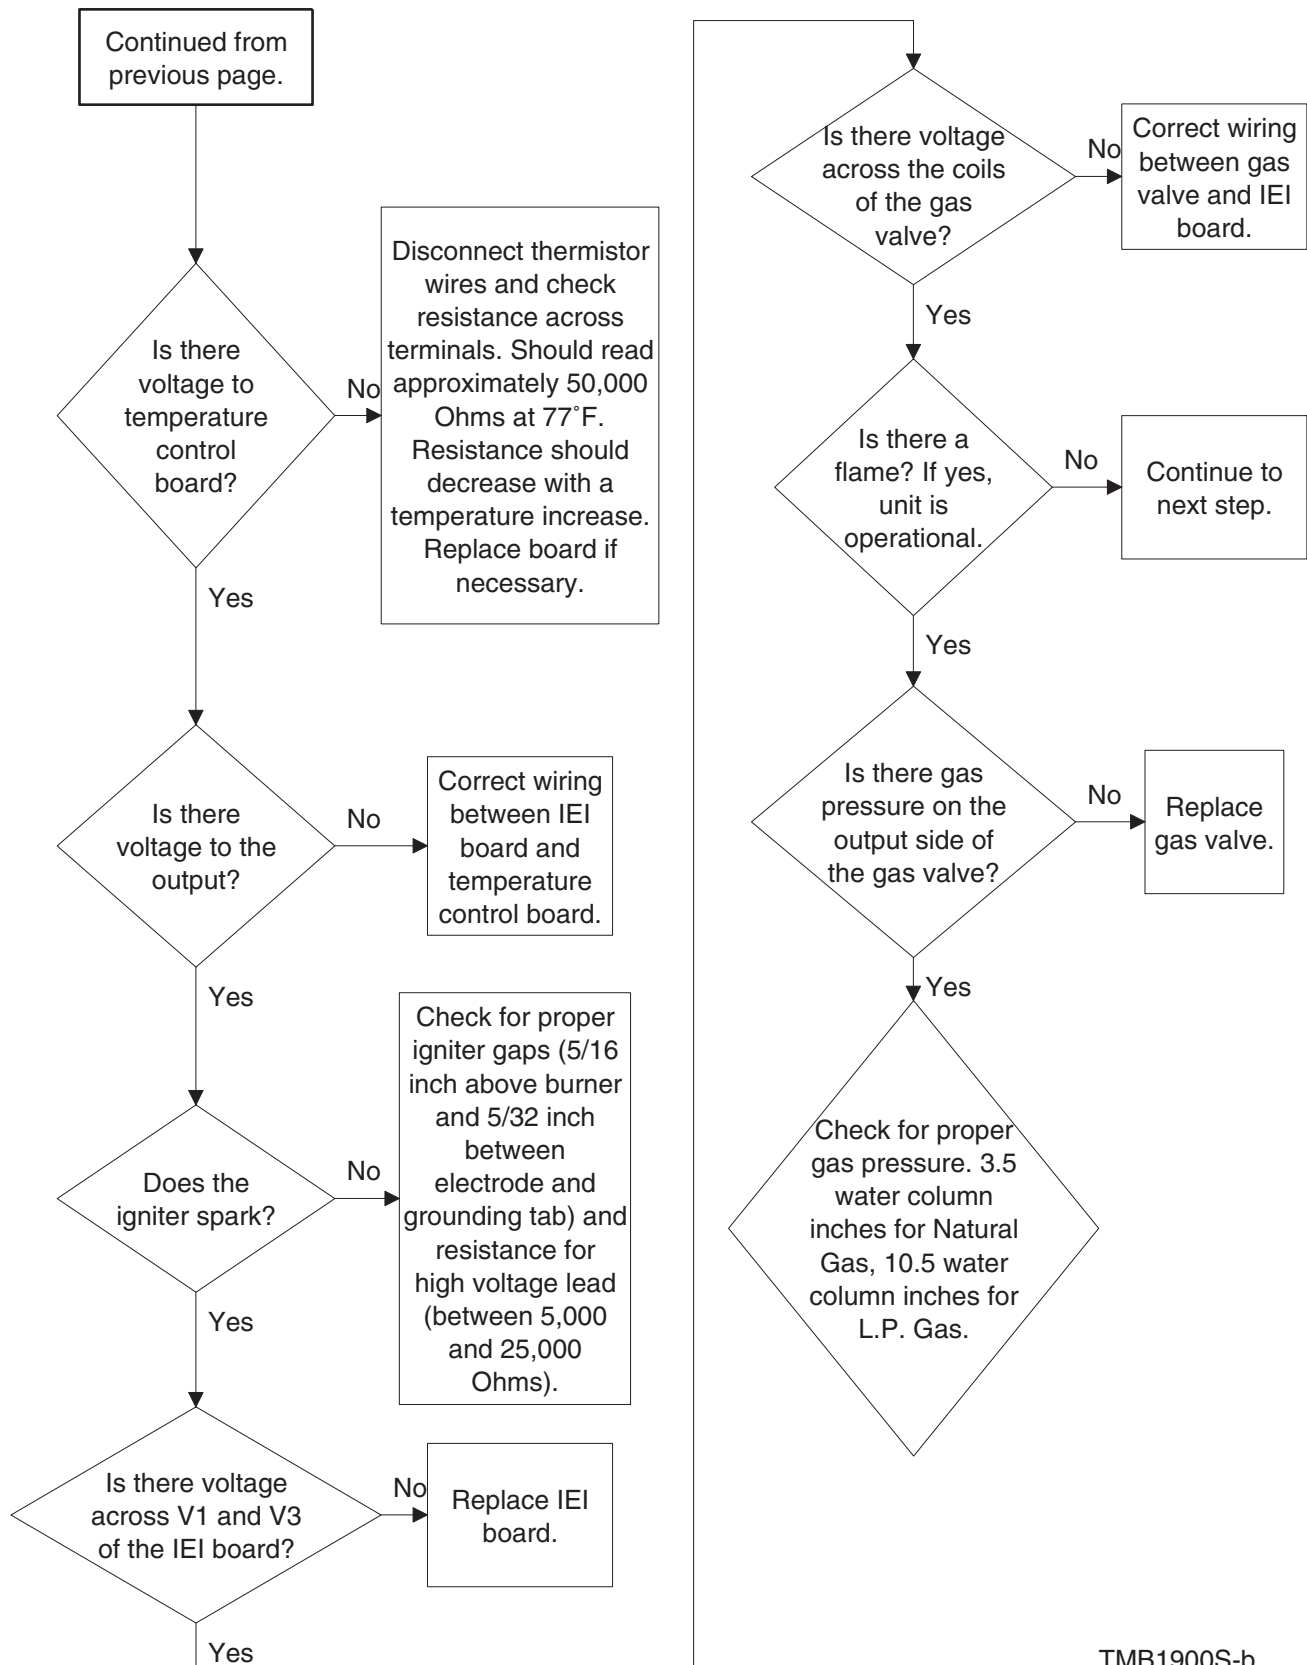 Continued from
previous page.
Is there
voltage to
temperature
control
board?
No
Disconnect thermistor
wires and check
resistance across
terminals. Should read
approximately 50,000
Ohms at 77˚F.
Resistance should
decrease with a
temperature increase.
Replace board if
necessary.
Yes
Is there
voltage to the
output?
No
Correct wiring
between IEI
board and
temperature
control board.
Yes
Does the
igniter spark?
No
Check for proper
igniter gaps (5/16
inch above burner
and 5/32 inch
between
electrode and
grounding tab) and
resistance for
high voltage lead
(between 5,000
and 25,000
Ohms).
Yes
Is there voltage
across V1 and V3
of the IEI board?
No
Replace IEI
board.
Yes
Is there voltage
across the coils
of the gas
valve?
No
Correct wiring
between gas
valve and IEI
board.
Yes
Is there a
flame? If yes,
unit is
operational.
No
Continue to
next step.
Yes
Is there gas
pressure on the
output side of
the gas valve?
No
Replace
gas valve.
Yes
Check for proper
gas pressure. 3.5
water column
inches for Natural
Gas, 10.5 water
column inches for
L.P. Gas.
TMB1900S-b